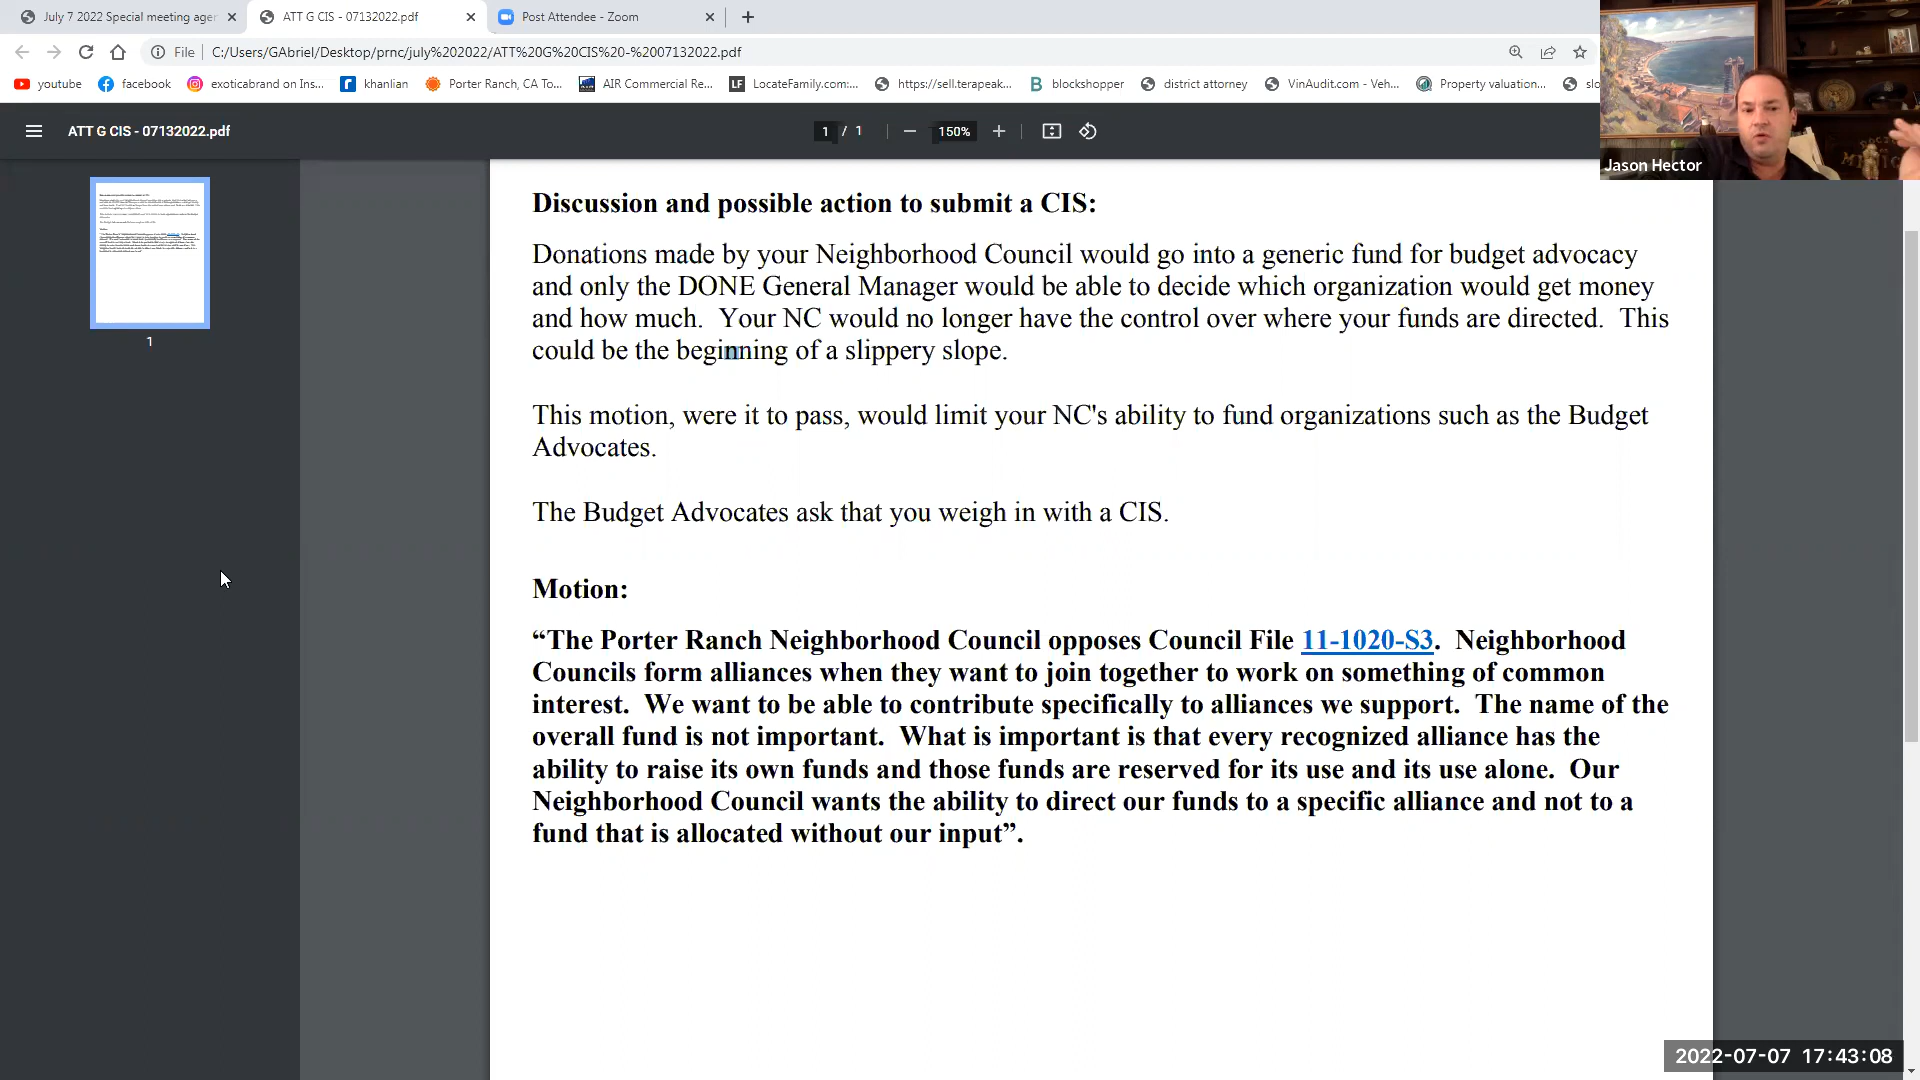 July 7 2022 Special meeting ager
ATT G CIS - 07132022.pdf
Post Attendee - Zoom
File
C:/Users/GAbriel/Desktop/prnc/july%202022/ATT%20G%20CIS%20-%2007132022.pdf
youtube
facebook
exoticabrand on Ins...
khanlian
Porter Ranch, CA To...
AIR Commercial Re...
LF LocateFamily.com:...
https://sell.terapeak...
B blockshopper
district attorney
VinAudit.com - Veh...
Property valuation...
slo
Jason Hector
ATT G CIS - 07132022.pdf
1 / 1
150%
1
Discussion and possible action to submit a CIS:
Donations made by your Neighborhood Council would go into a generic fund for budget advocacy
and only the DONE General Manager would be able to decide which organization would get money
and how much. Your NC would no longer have the control over where your funds are directed. This
could be the beginning of a slippery slope.
This motion, were it to pass, would limit your NC's ability to fund organizations such as the Budget
Advocates.
The Budget Advocates ask that you weigh in with a CIS.
Motion:
“The Porter Ranch Neighborhood Council opposes Council File 11-1020-S3. Neighborhood
Councils form alliances when they want to join together to work on something of common
interest. We want to be able to contribute specifically to alliances we support. The name of the
overall fund is not important. What is important is that every recognized alliance has the
ability to raise its own funds and those funds are reserved for its use and its use alone. Our
Neighborhood Council wants the ability to direct our funds to a specific alliance and not to a
fund that is allocated without our input”.
2022-07-07 17:43:08